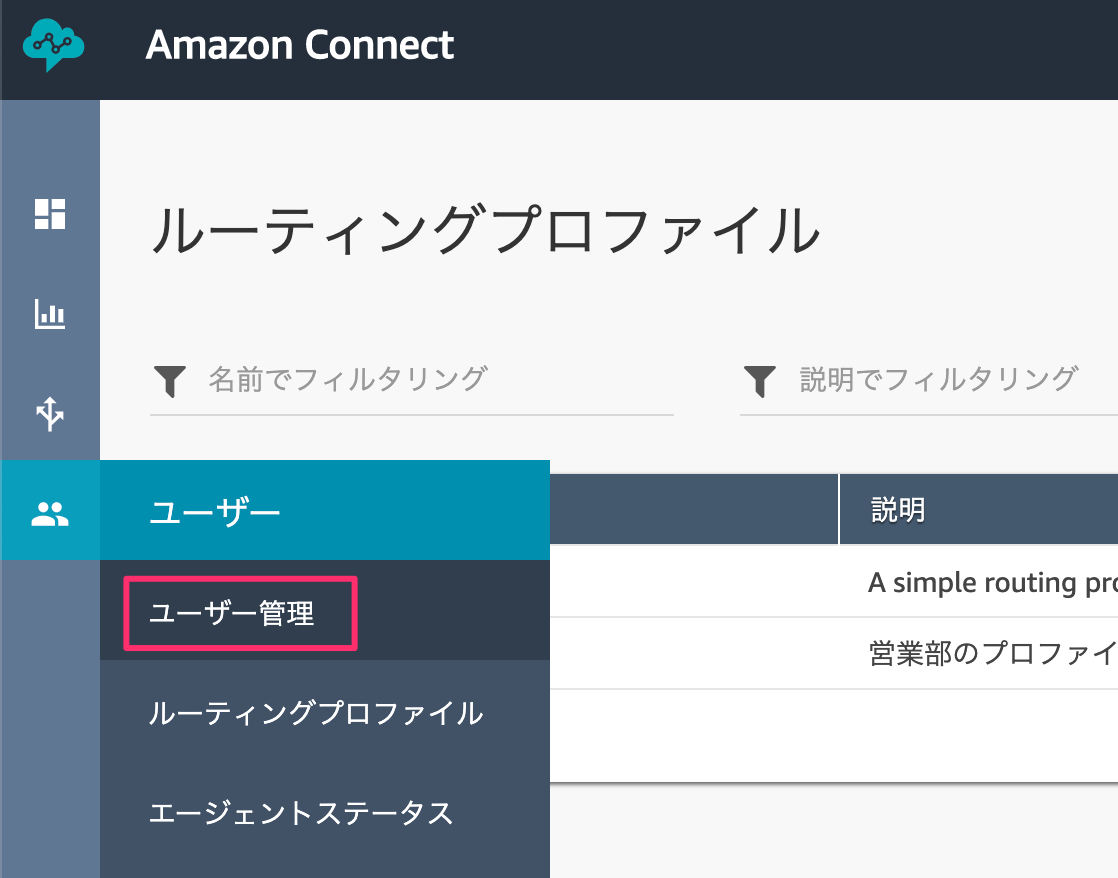 Amazon Connect
ルーティングプロファイル
名前でフィルタリング
説明でフィルタリング
ユーザー
説明
ユーザー管理
A simple routing pro
営業部のプロファイ
ルーティングプロファイル
エージェントステータス